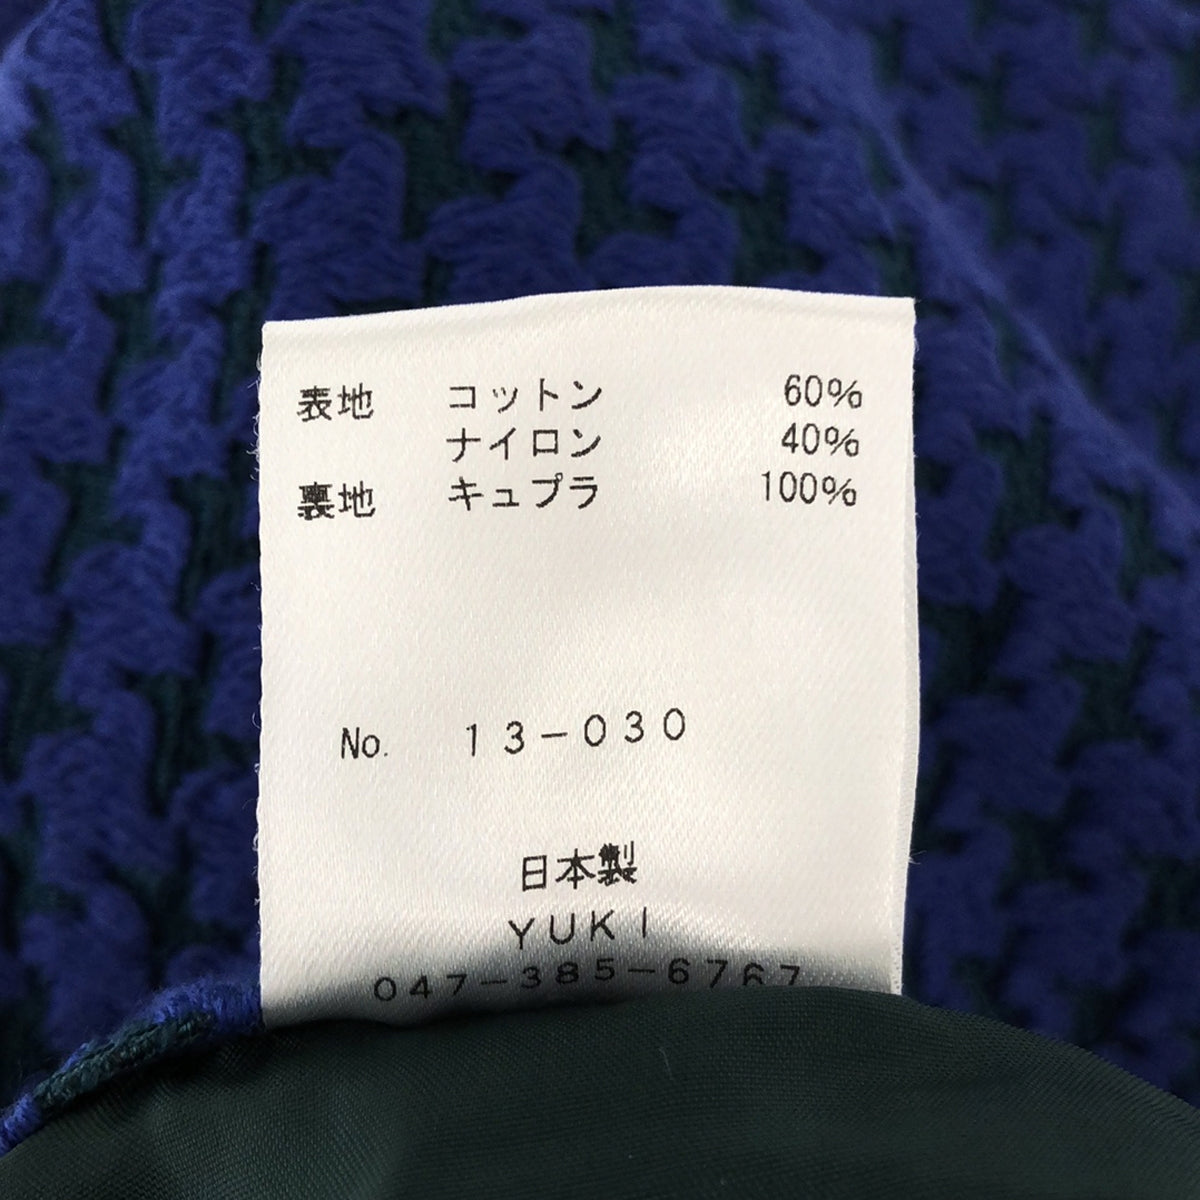 表地 コットン 60%
ナイロン 40%
裏地 キュプラ 100%
No. 13-030
日本製
YUKI
047-385-6767